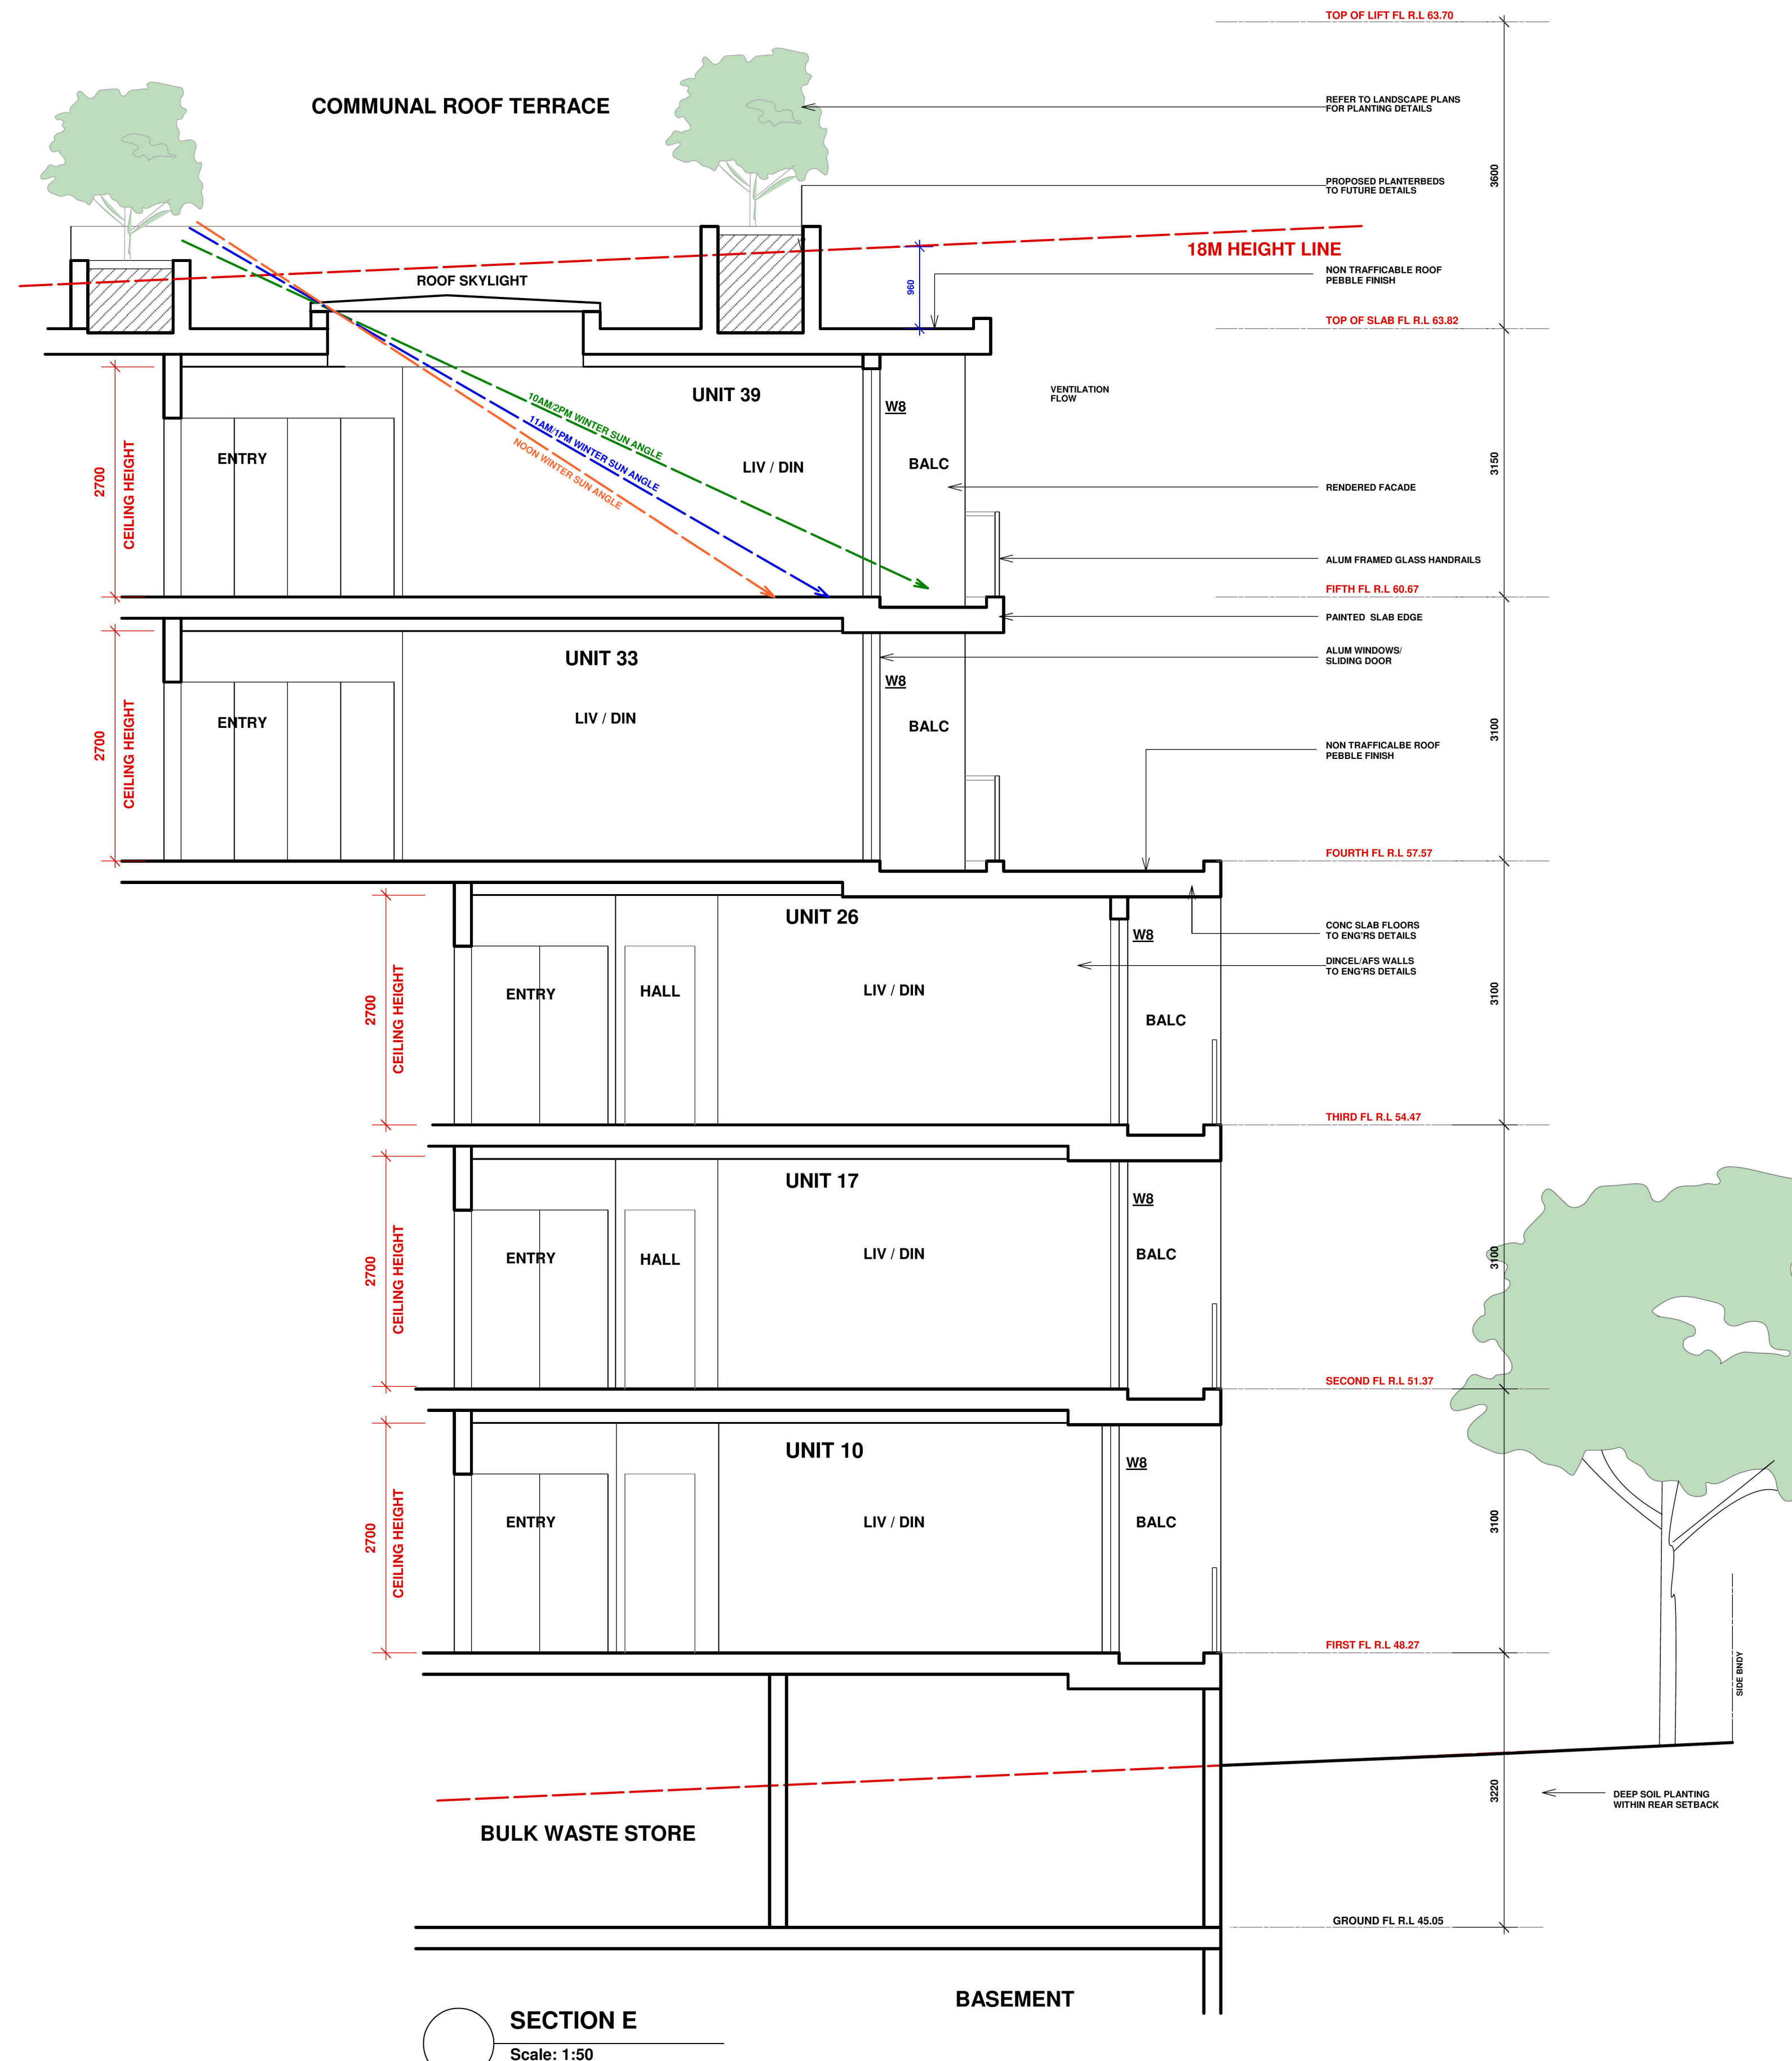 TOP OF LIFT FL R.L 63.70
COMMUNAL ROOF TERRACE
REFER TO LANDSCAPE PLANS
FOR PLANTING DETAILS
3600
PROPOSED PLANTERBEDS
TO FUTURE DETAILS
18M HEIGHT LINE
ROOF SKYLIGHT
960
NON TRAFFICABLE ROOF
PEBBLE FINISH
TOP OF SLAB FL R.L 63.82
UNIT 39
W8
VENTILATION
FLOW
10AM/2PM WINTER SUN ANGLE
11AM/1PM WINTER SUN ANGLE
NOON WINTER SUN ANGLE
2700
CEILING HEIGHT
ENTRY
LIV / DIN
BALC
3150
RENDERED FACADE
ALUM FRAMED GLASS HANDRAILS
FIFTH FL R.L 60.67
PAINTED SLAB EDGE
UNIT 33
ALUM WINDOWS/
SLIDING DOOR
W8
2700
CEILING HEIGHT
ENTRY
LIV / DIN
BALC
3100
NON TRAFFICALBE ROOF
PEBBLE FINISH
FOURTH FL R.L 57.57
UNIT 26
W8
CONC SLAB FLOORS
TO ENG'RS DETAILS
DINCEL/AFS WALLS
TO ENG'RS DETAILS
2700
CEILING HEIGHT
ENTRY
HALL
LIV / DIN
BALC
3100
THIRD FL R.L 54.47
UNIT 17
W8
2700
CEILING HEIGHT
ENTRY
HALL
LIV / DIN
BALC
3100
SECOND FL R.L 51.37
UNIT 10
W8
2700
CEILING HEIGHT
ENTRY
LIV / DIN
BALC
3100
FIRST FL R.L 48.27
SIDE BNDY
3220
DEEP SOIL PLANTING
WITHIN REAR SETBACK
BULK WASTE STORE
GROUND FL R.L 45.05
BASEMENT
SECTION E
Scale: 1:50